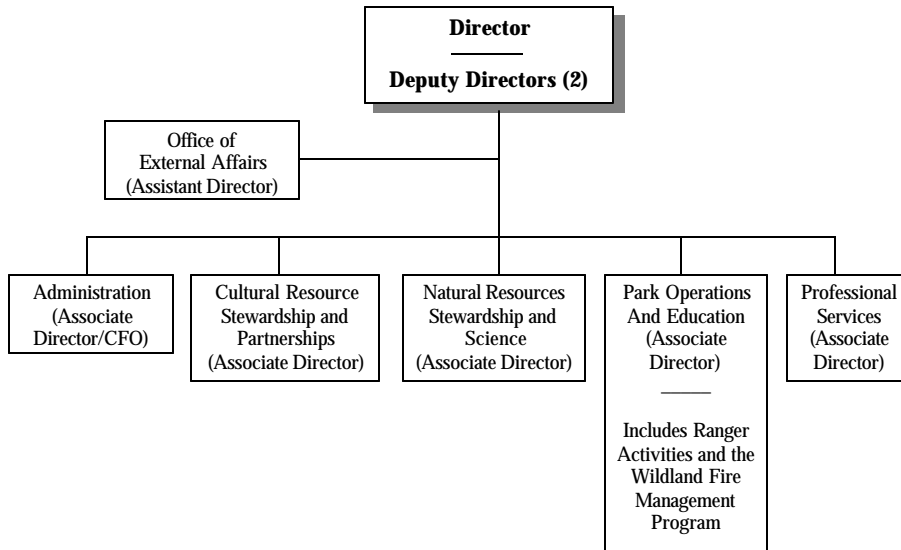 Director
Deputy Directors (2)
Office of
External Affairs
(Assistant Director)
Administration
(Associate
Director/CFO)
Cultural Resource
Stewardship and
Partnerships
(Associate Director)
Natural Resources
Stewardship and
Science
(Associate Director)
Park Operations
And Education
(Associate
Director)
Includes Ranger
Activities and the
Wildland Fire
Management
Program
Professional
Services
(Associate
Director)